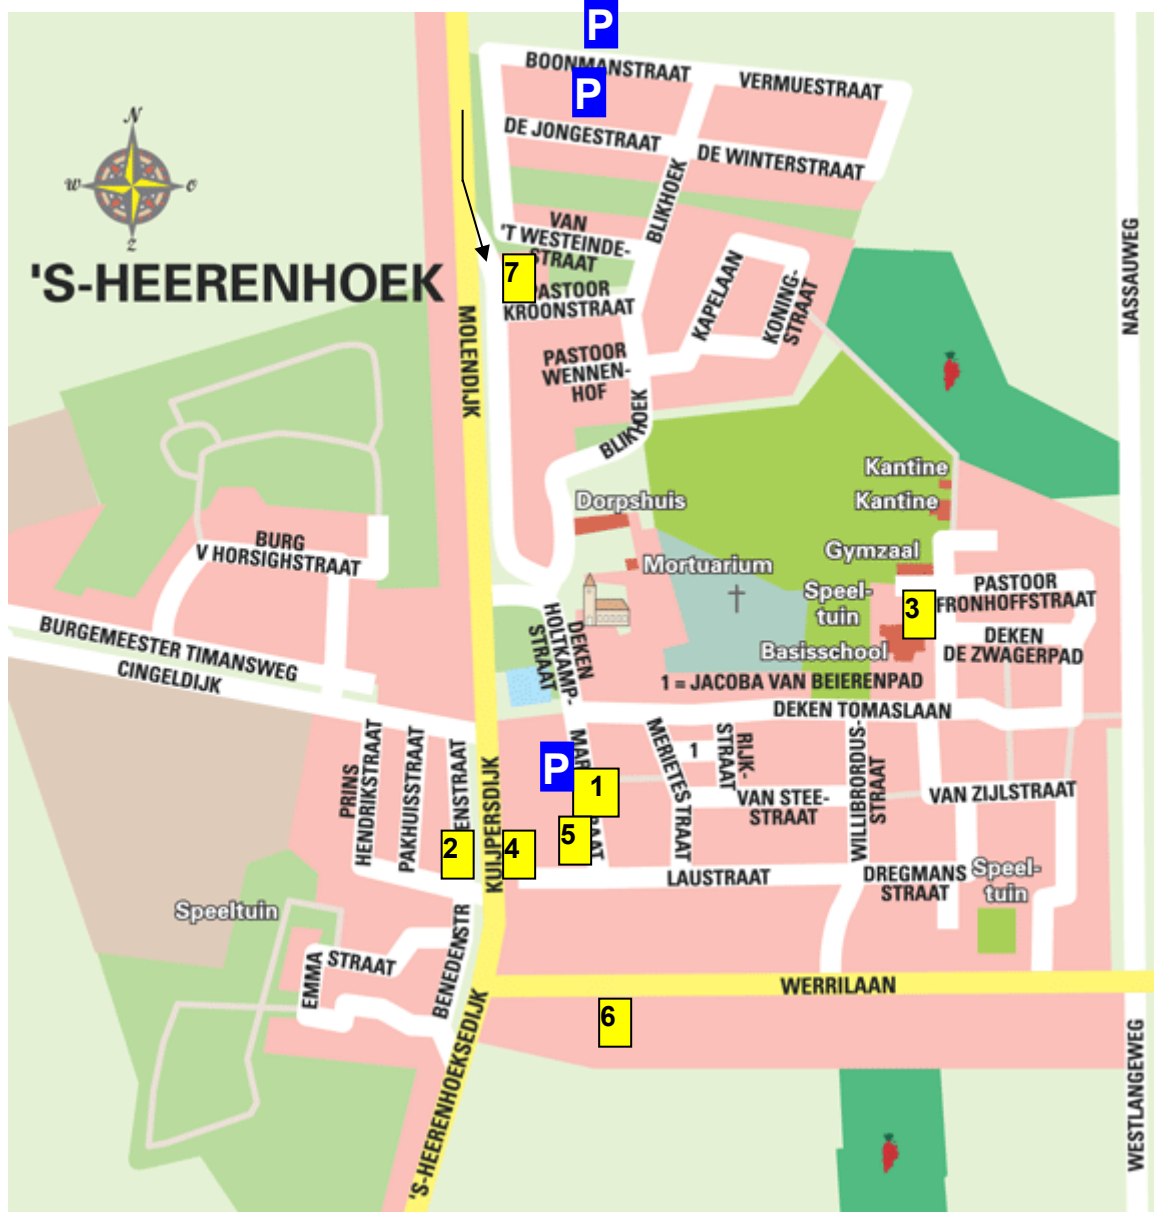 P
BOONMANSTRAAT
VERMUESTRAAT
P
DE JONGESTRAAT
DE WINTERSTRAAT
N
W
O
Z
BLIKHOEK
VAN
'T WESTEINDE-
STRAAT
'S-HEERENHOEK
7
PASTOOR
KROONSTRAAT
KAPELAAN
KONING-
STRAAT
NASSAUWEG
MOLENDIJK
PASTOOR
WENNEN-
HOF
BLIKHOEK
Kantine
Kantine
Dorpshuis
Gymzaal
Mortuarium
BURG
V HORSIGHSTRAAT
Speel-
tuin
3
PASTOOR
FRONHOFFSTRAAT
DEKEN
DE ZWAGERPAD
Basisschool
DEKEN
HOLTKAMP-
STRAAT
BURGEMEESTER TIMANSWEG
CINGELDIJK
1 = JACOBA VAN BEIERENPAD
DEKEN TOMASLAAN
PRINS
HENDRIKSTRAAT
PAKHUISSTRAAT
ENSTRAAT
KUIJPERSDIJK
P
MAR
RAAT
1
5
2
4
MERIETESTRAAT
1
RIJK-
STRAAT
VAN STEE-
STRAAT
WILLIBRORDUS-
STRAAT
VAN ZIJLSTRAAT
LAUSTRAAT
DREGMANS
STRAAT
Speel-
tuin
Speeltuin
EMMA
STRAAT
BENEDENSTR
WERRILAAN
6
'S-HEERENHOEKSEDIJK
WESTLANGEWEG